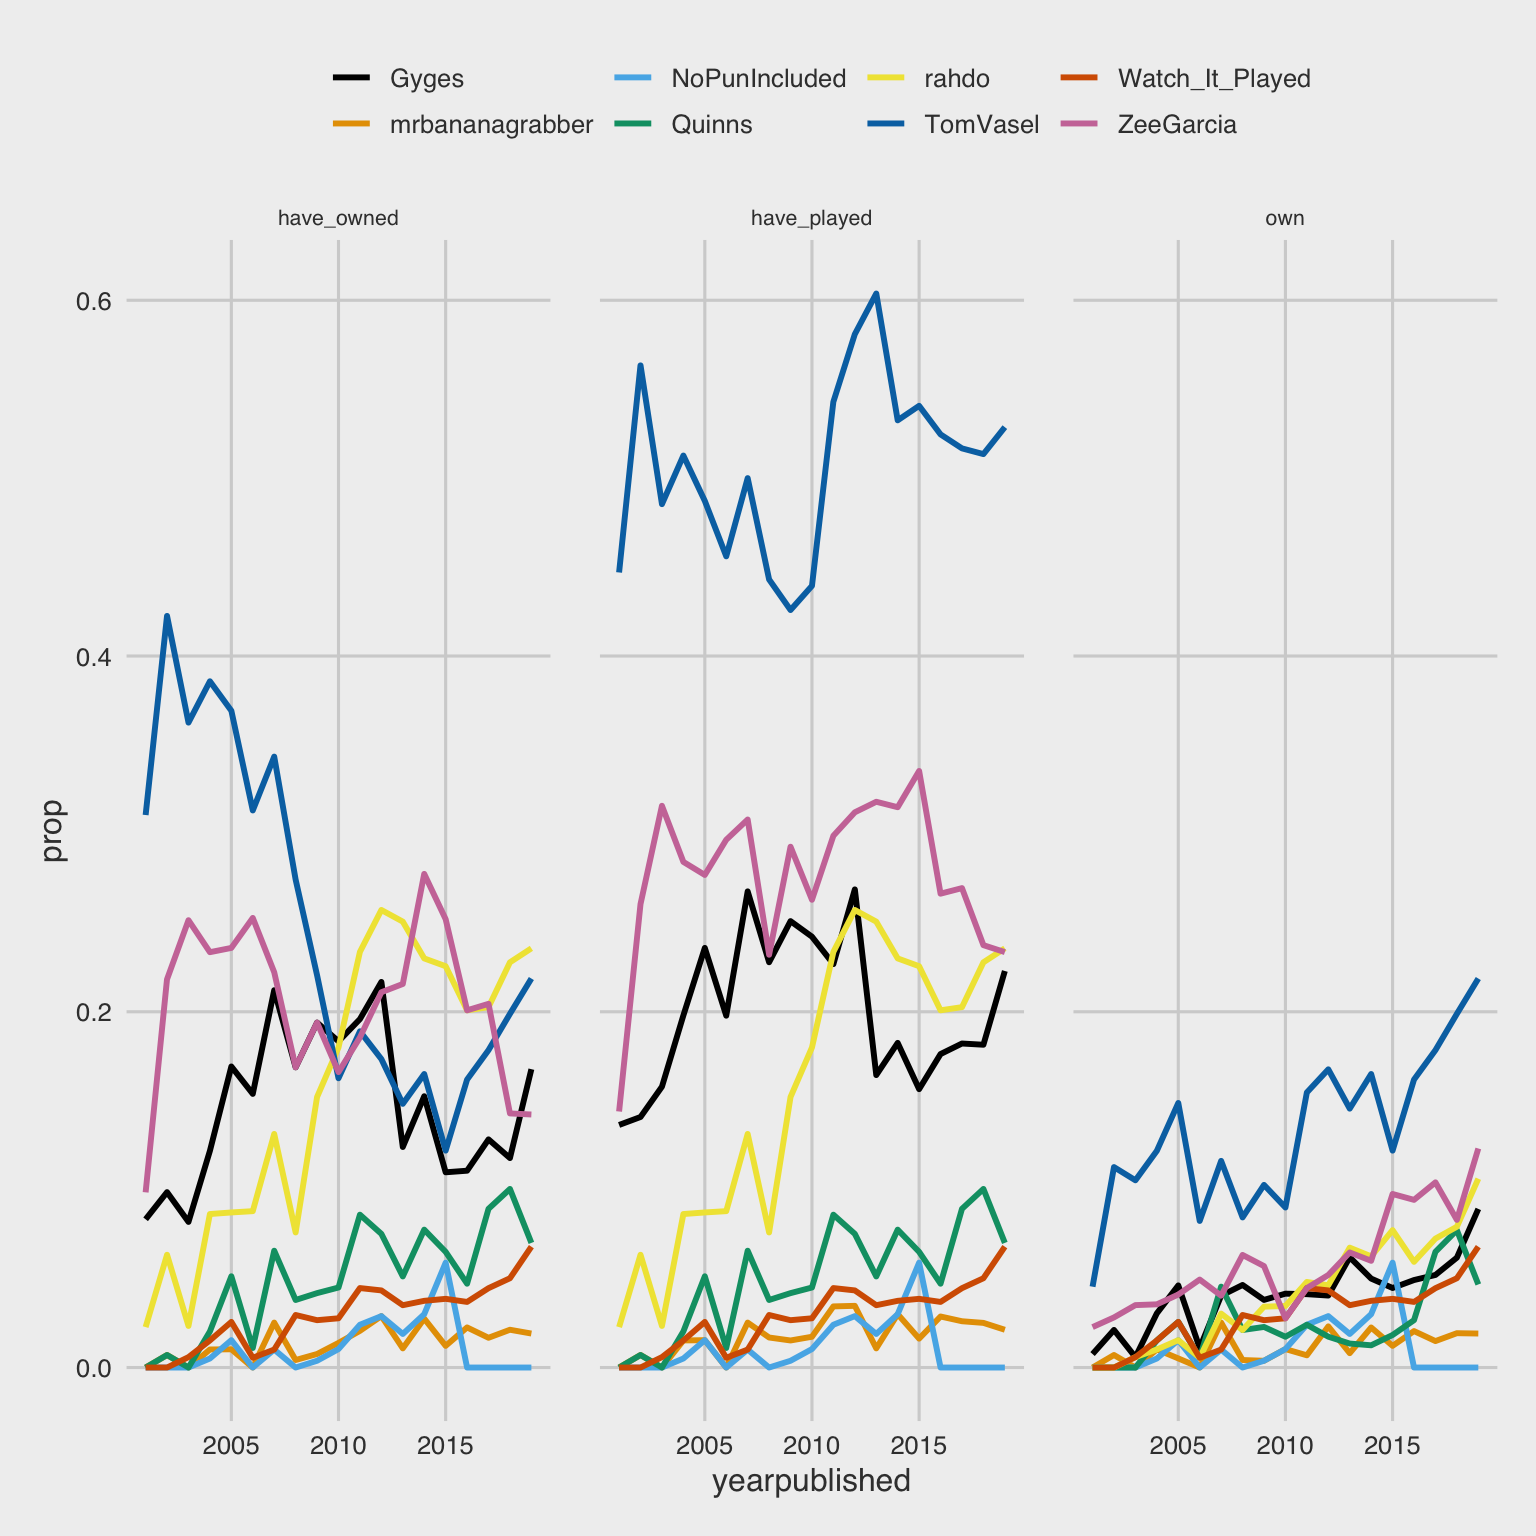 Gyges NoPunIncluded rahdo Watch_It_Played
mrbananagrabber Quinns TomVasel ZeeGarcia
have_owned have_played own
0.6
0.4
prop
0.2
0.0
2005 2010 2015 2005 2010 2015 2005 2010 2015
yearpublished